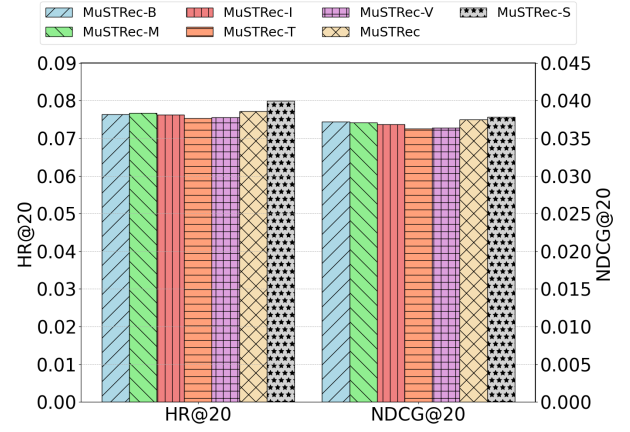 MuSTRec-B MuSTRec-I MuSTRec-V MuSTRec-S
MuSTRec-M MuSTRec-T MuSTRec
0.09 0.045
0.08 0.040
0.07 0.035
0.06 0.030
0.05 0.025
0.04 0.020
0.03 0.015
0.02 0.010
0.01 0.005
0.00 0.000
HR@20
NDCG@20
HR@20 NDCG@20